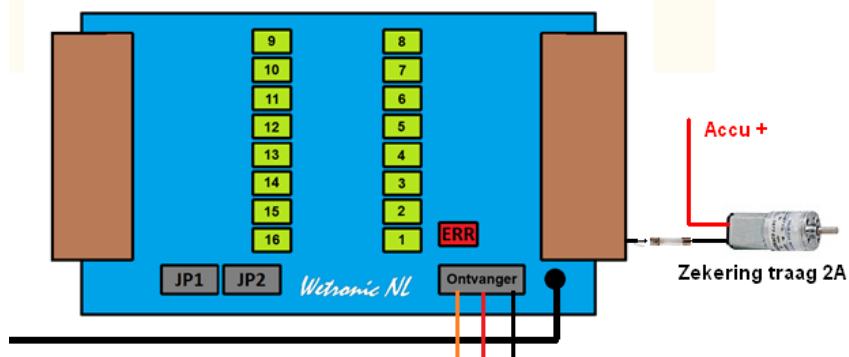 9 8
10 7
11 6
12 5
13 4
14 3
15 2
16 1
ERR
JP1 JP2 Wetronic NL Ontvanger
Accu +
Zekering traag 2A